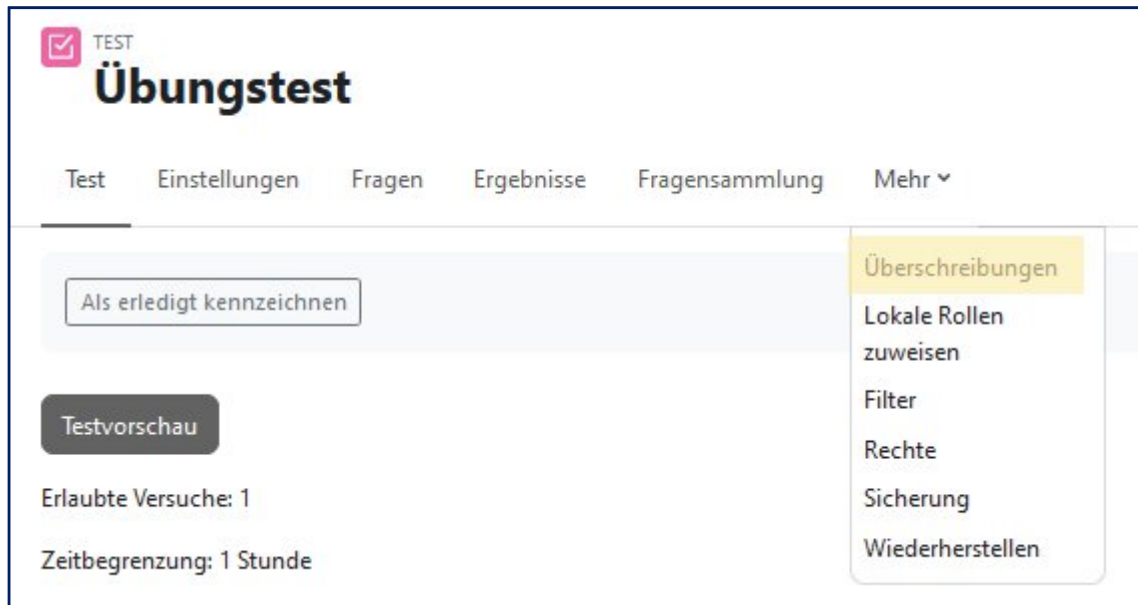 TEST
Übungstest
Test Einstellungen Fragen Ergebnisse Fragensammlung Mehr
Überschreibungen
Als erledigt kennzeichnen
Lokale Rollen
zuweisen
Filter
Testvorschau
Rechte
Erlaubte Versuche: 1
Sicherung
Zeitbegrenzung: 1 Stunde
Wiederherstellen